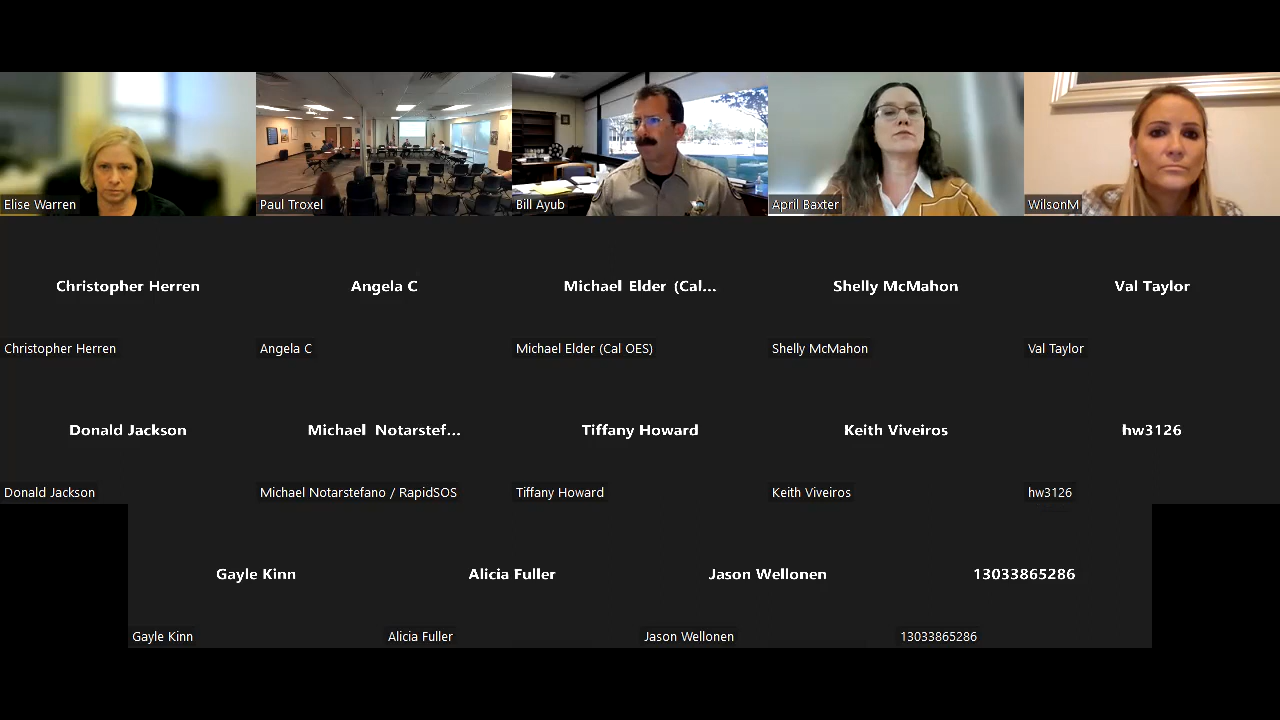 Elise Warren
Paul Troxel
Bill Ayub
April Baxter
WilsonM
Christopher Herren
Angela C
Michael Elder (Cal...
Shelly McMahon
Val Taylor
Christopher Herren
Angela C
Michael Elder (Cal OES)
Shelly McMahon
Val Taylor
Donald Jackson
Michael Notarstef...
Tiffany Howard
Keith Viveiros
hw3126
Donald Jackson
Michael Notarstefano / RapidSOS
Tiffany Howard
Keith Viveiros
hw3126
Gayle Kinn
Alicia Fuller
Jason Wellonen
13033865286
Gayle Kinn
Alicia Fuller
Jason Wellonen
13033865286